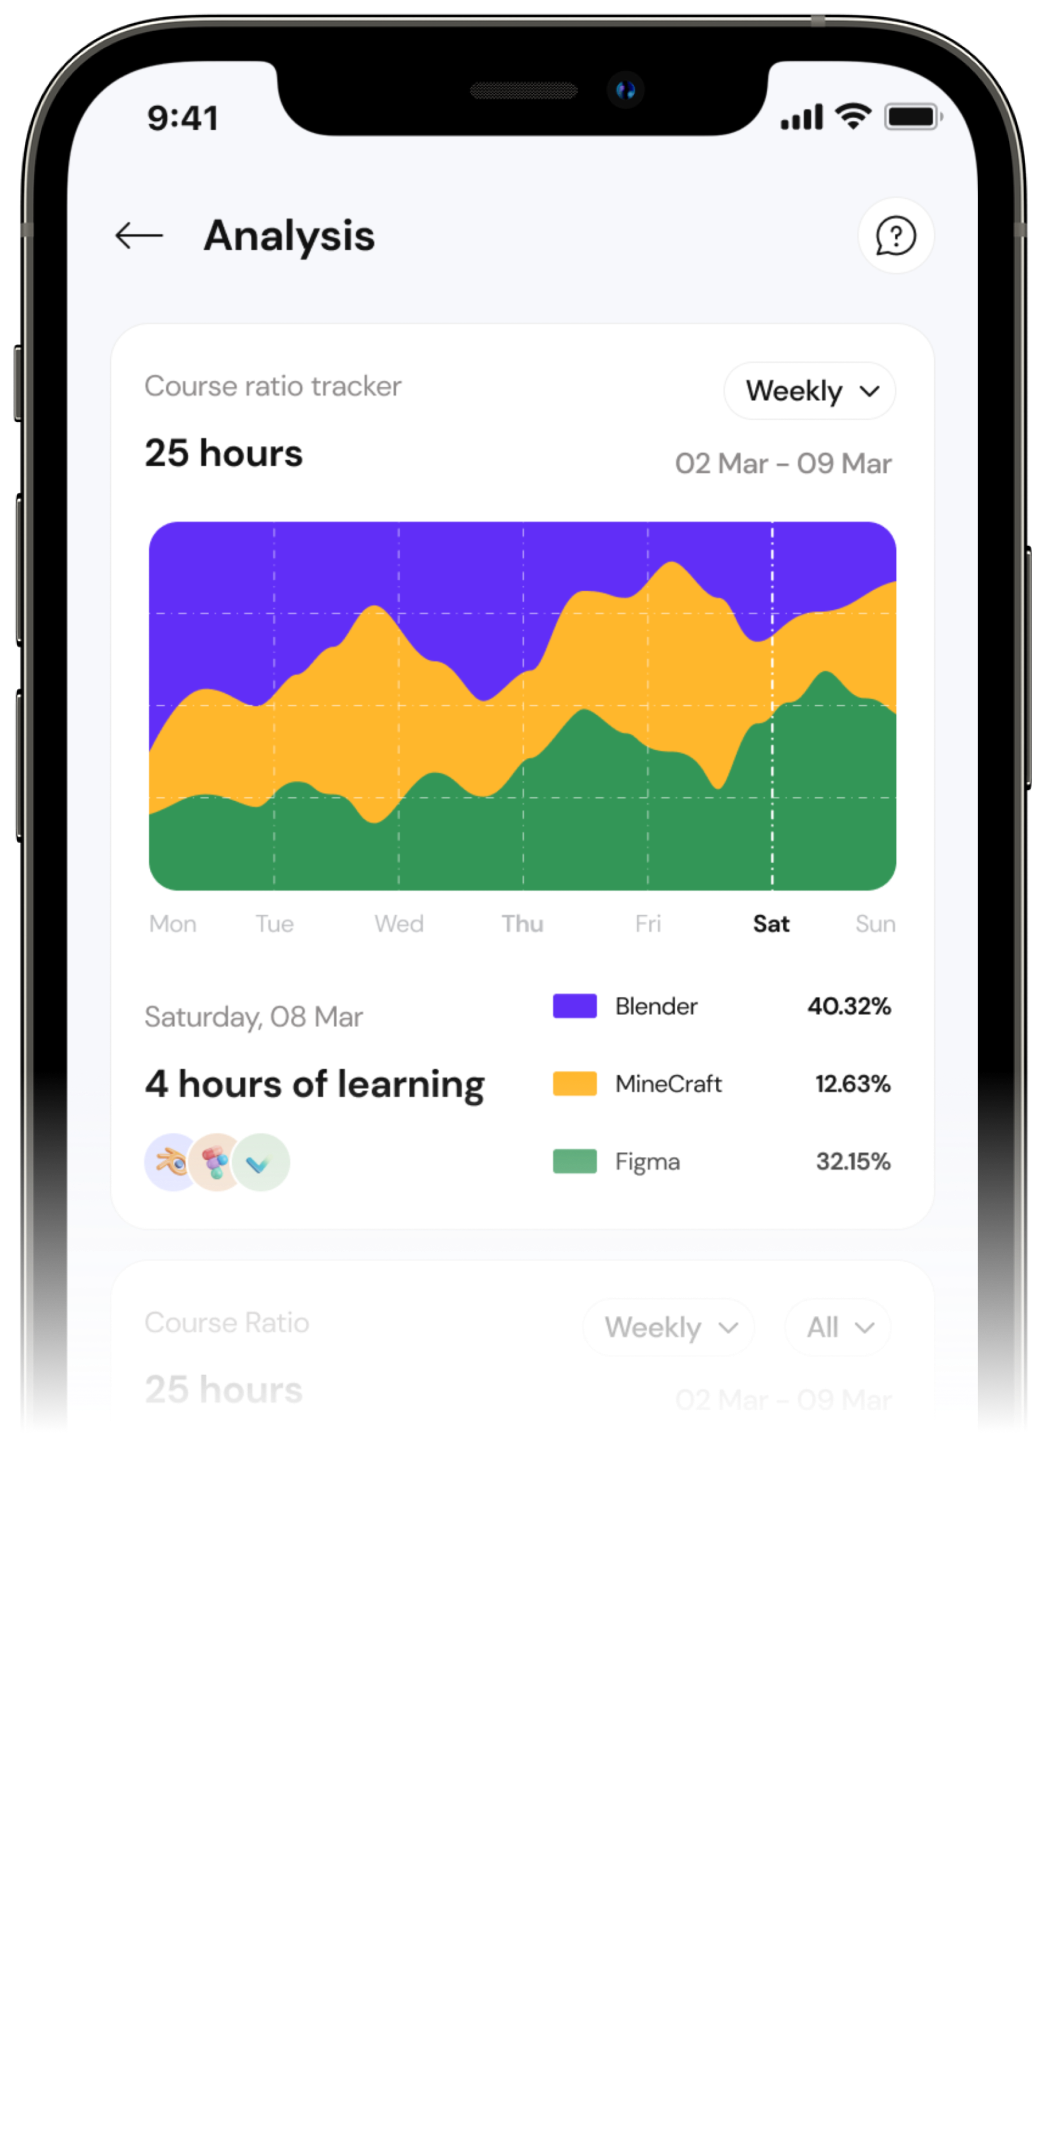 9:41
Analysis
Course ratio tracker
Weekly
25 hours
02 Mar - 09 Mar
Mon Tue Wed Thu Fri Sat Sun
Saturday, 08 Mar
4 hours of learning
Blender 40.32%
MineCraft 12.63%
Figma 32.15%
Course Ratio
Weekly All
25 hours
02 Mar - 09 Mar